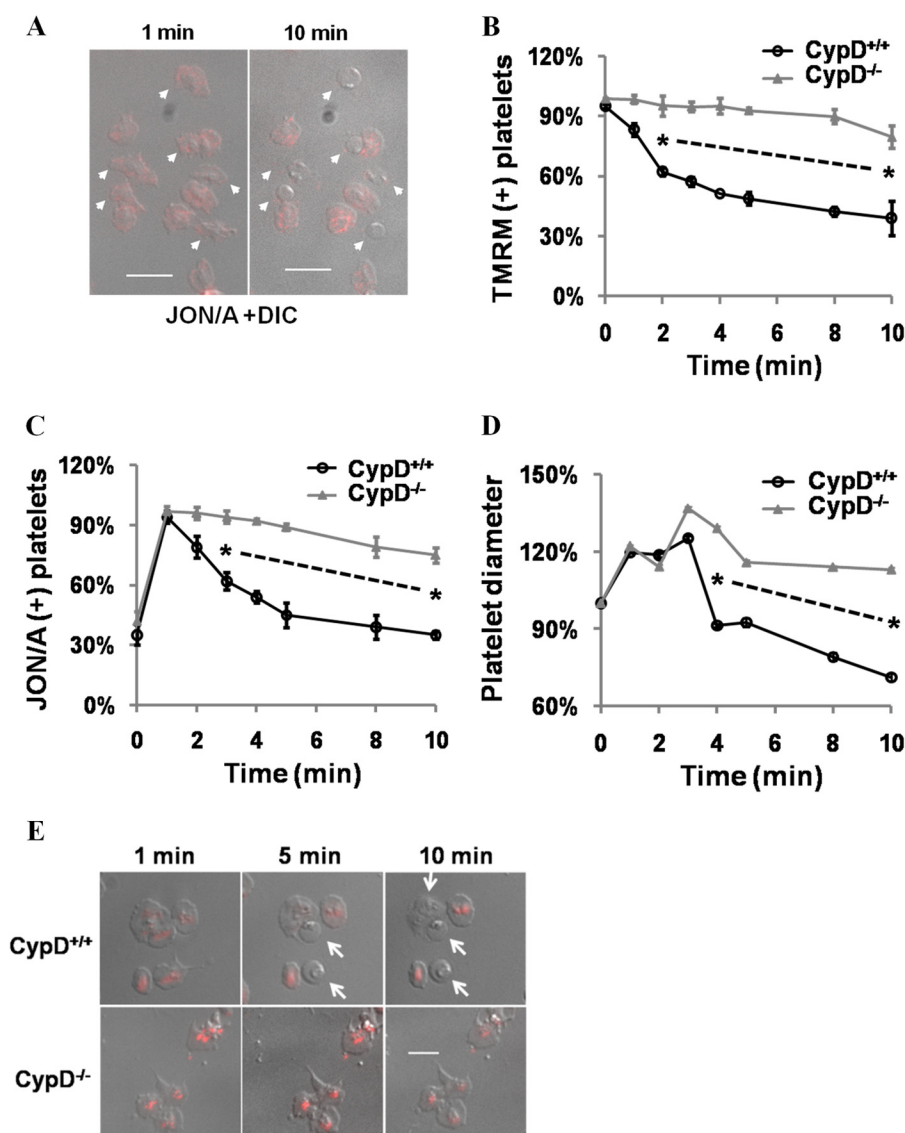 A
1 min 10 min
JON/A +DIC
B
CypD+/+
CypD-/-
120%
90%
60%
30%
0%
TMRM (+) platelets
* *
0 2 4 6 8 10
Time (min)
C
CypD+/+
CypD-/-
120%
90%
60%
30%
0%
JON/A (+) platelets
* *
0 2 4 6 8 10
Time (min)
D
CypD+/+
CypD-/-
150%
120%
90%
60%
Platelet diameter
* *
0 2 4 6 8 10
Time (min)
E
1 min 5 min 10 min
CypD+/+
CypD-/-